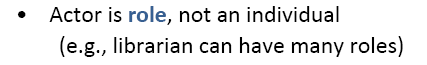 • Actor is role, not an individual
(e.g., librarian can have many roles)